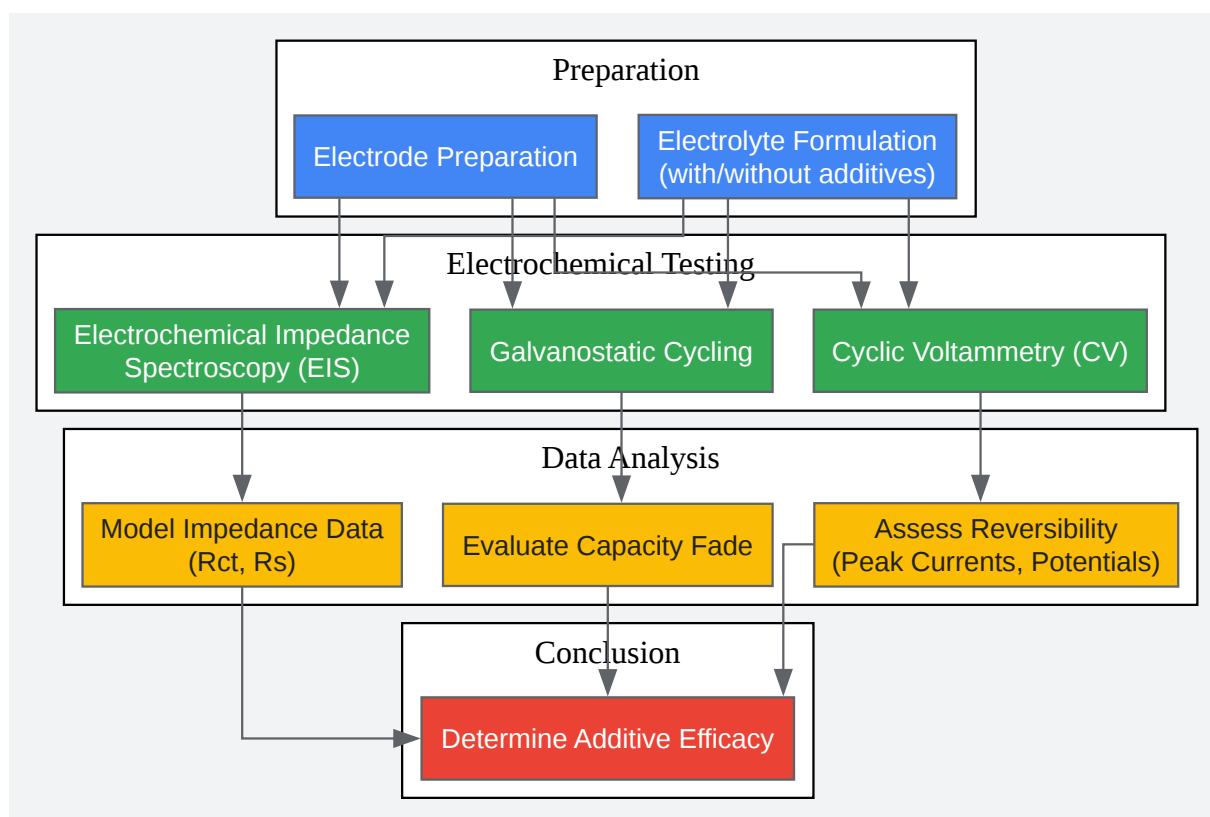 Preparation
Electrode Preparation
Electrolyte Formulation
(with/without additives)
Electrochemical Testing
Electrochemical Impedance
Spectroscopy (EIS)
Galvanostatic Cycling
Cyclic Voltammetry (CV)
Data Analysis
Model Impedance Data
(Rct, Rs)
Evaluate Capacity Fade
Assess Reversibility
(Peak Currents, Potentials)
Conclusion
Determine Additive Efficacy